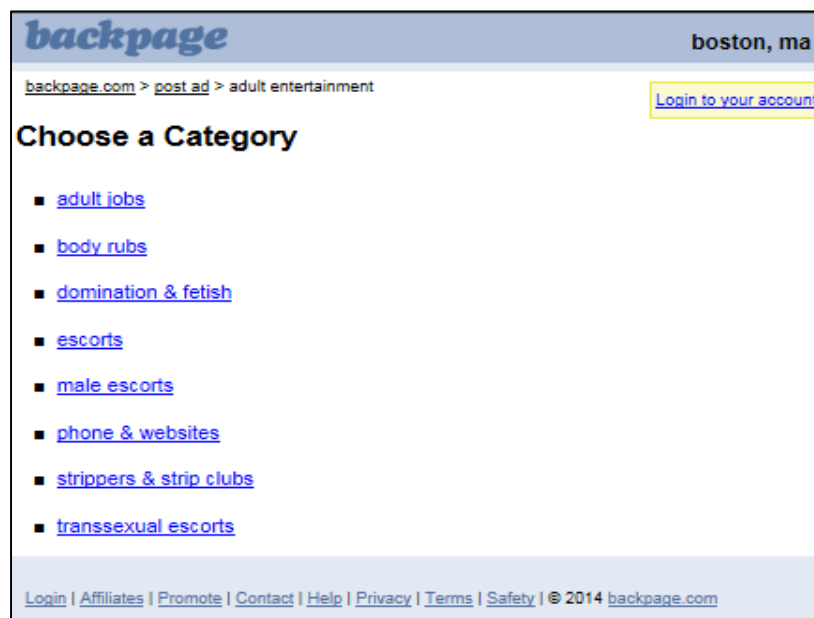 backpage
boston, ma
backpage.com > post ad > adult entertainment
Login to your account
Choose a Category
■ adult jobs
■ body rubs
■ domination & fetish
■ escorts
■ male escorts
■ phone & websites
■ strippers & strip clubs
■ transsexual escorts
Login | Affiliates | Promote | Contact | Help | Privacy | Terms | Safety | © 2014 backpage.com